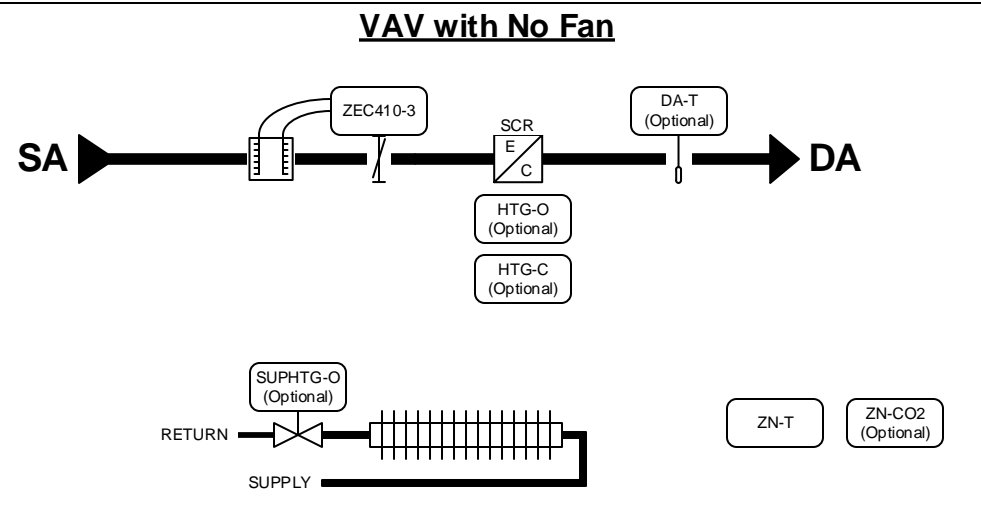 VAV with No Fan
ZEC410-3
DA-T
(Optional)
SCR
SA
E
C
DA
HTG-O
(Optional)
HTG-C
(Optional)
SUPHTG-O
(Optional)
RETURN
SUPPLY
ZN-T
ZN-CO2
(Optional)